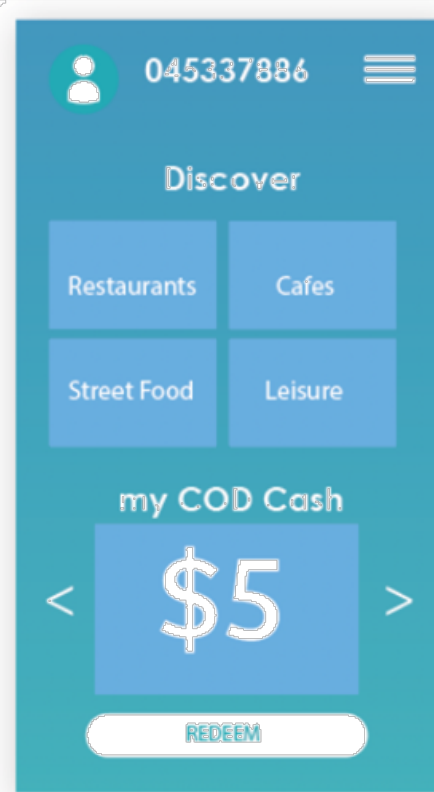 045337886
Discover
Restaurants
Cafes
Street Food
Leisure
my COD Cash
<
$5
>
REDEEM